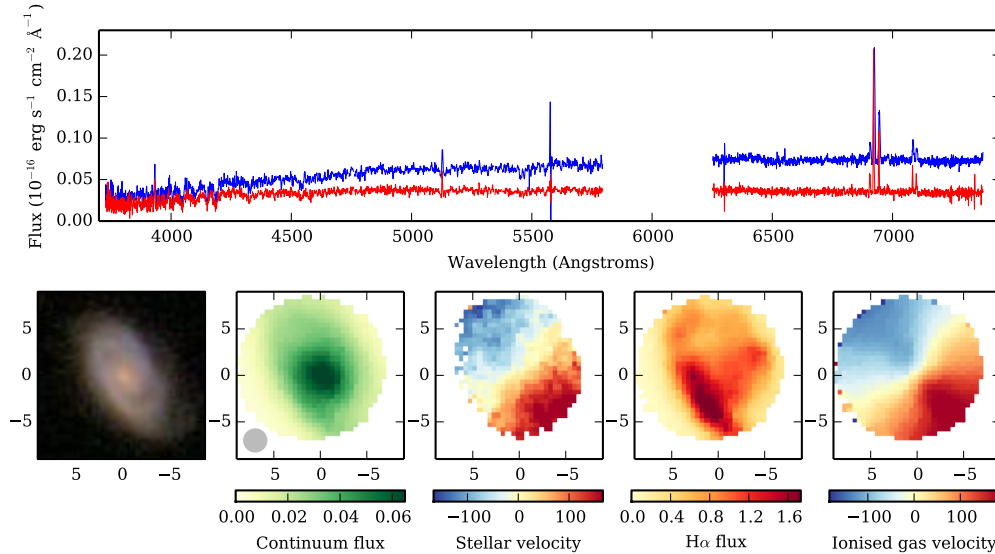 0.20
0.15
0.10
0.05
0.00
Flux (10⁻¹⁶ erg s⁻¹ cm⁻² Å⁻¹)
4000 4500 5000 5500 6000 6500 7000
Wavelength (Angstroms)
5
0
−5
5 0 −5
5
0
−5
5 0 −5
5
0
−5
5 0 −5
5
0
−5
5 0 −5
5
0
−5
5 0 −5
0.00 0.02 0.04 0.06
Continuum flux
−100 0 100
Stellar velocity
0.0 0.4 0.8 1.2 1.6
Hα flux
−100 0 100
Ionised gas velocity